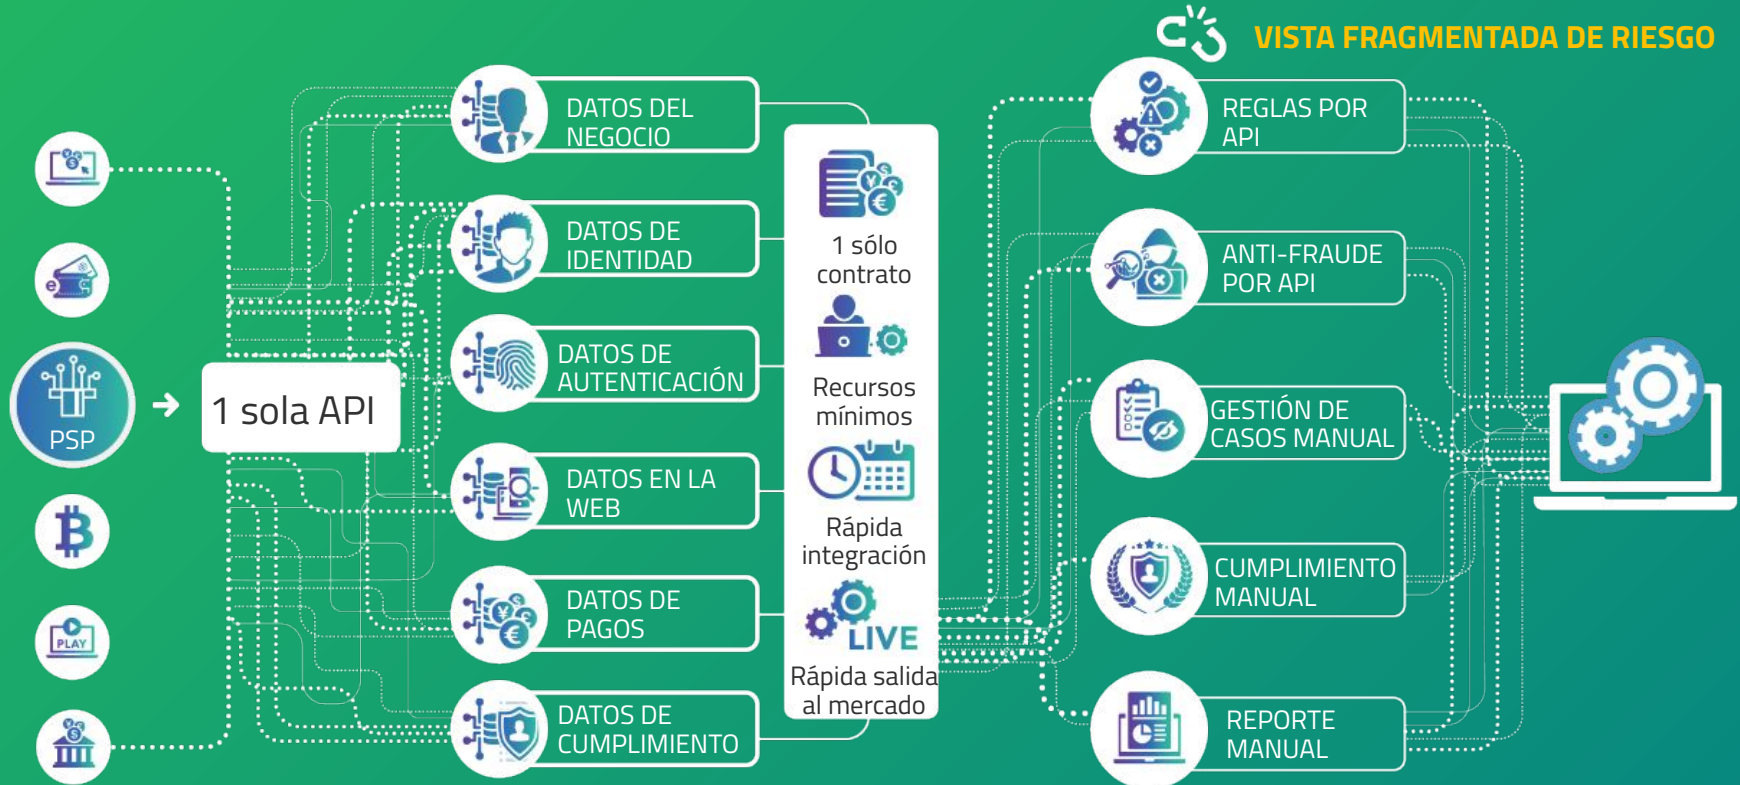 VISTA FRAGMENTADA DE RIESGO
PSP
PLAY
1 sola API
DATOS DEL
NEGOCIO
DATOS DE
IDENTIDAD
DATOS DE
AUTENTICACIÓN
DATOS EN LA
WEB
DATOS DE
PAGOS
DATOS DE
CUMPLIMIENTO
1 sólo
contrato
Recursos
mínimos
Rápida
integración
LIVE
Rápida salida
al mercado
REGLAS POR
API
ANTI-FRAUDE
POR API
GESTIÓN DE
CASOS MANUAL
CUMPLIMIENTO
MANUAL
REPORTE
MANUAL